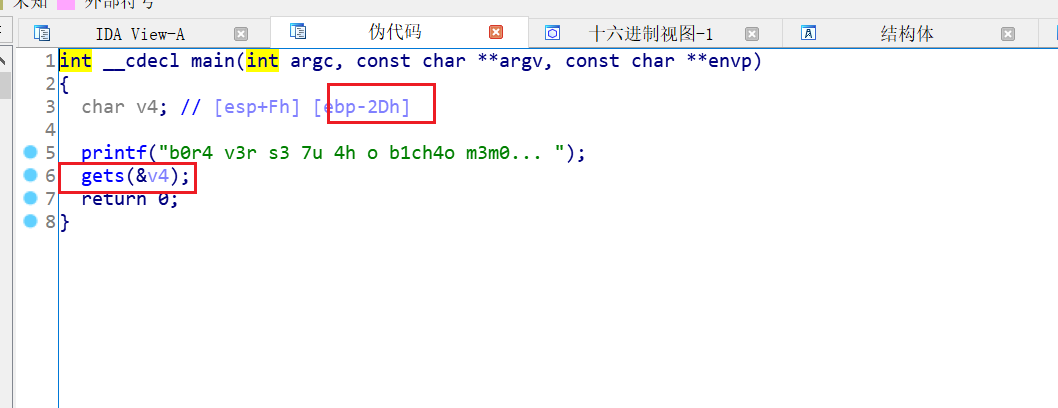 未知 外部符号
IDA View-A 伪代码 十六进制视图-1 结构体
1 int __cdecl main(int argc, const char **argv, const char **envp)
2 {
3 char v4; // [esp+Fh] [ebp-2Dh]
4
5 printf("b0r4 v3r s3 7u 4h o b1ch4o m3m0... ");
6 gets(&v4);
7 return 0;
8 }